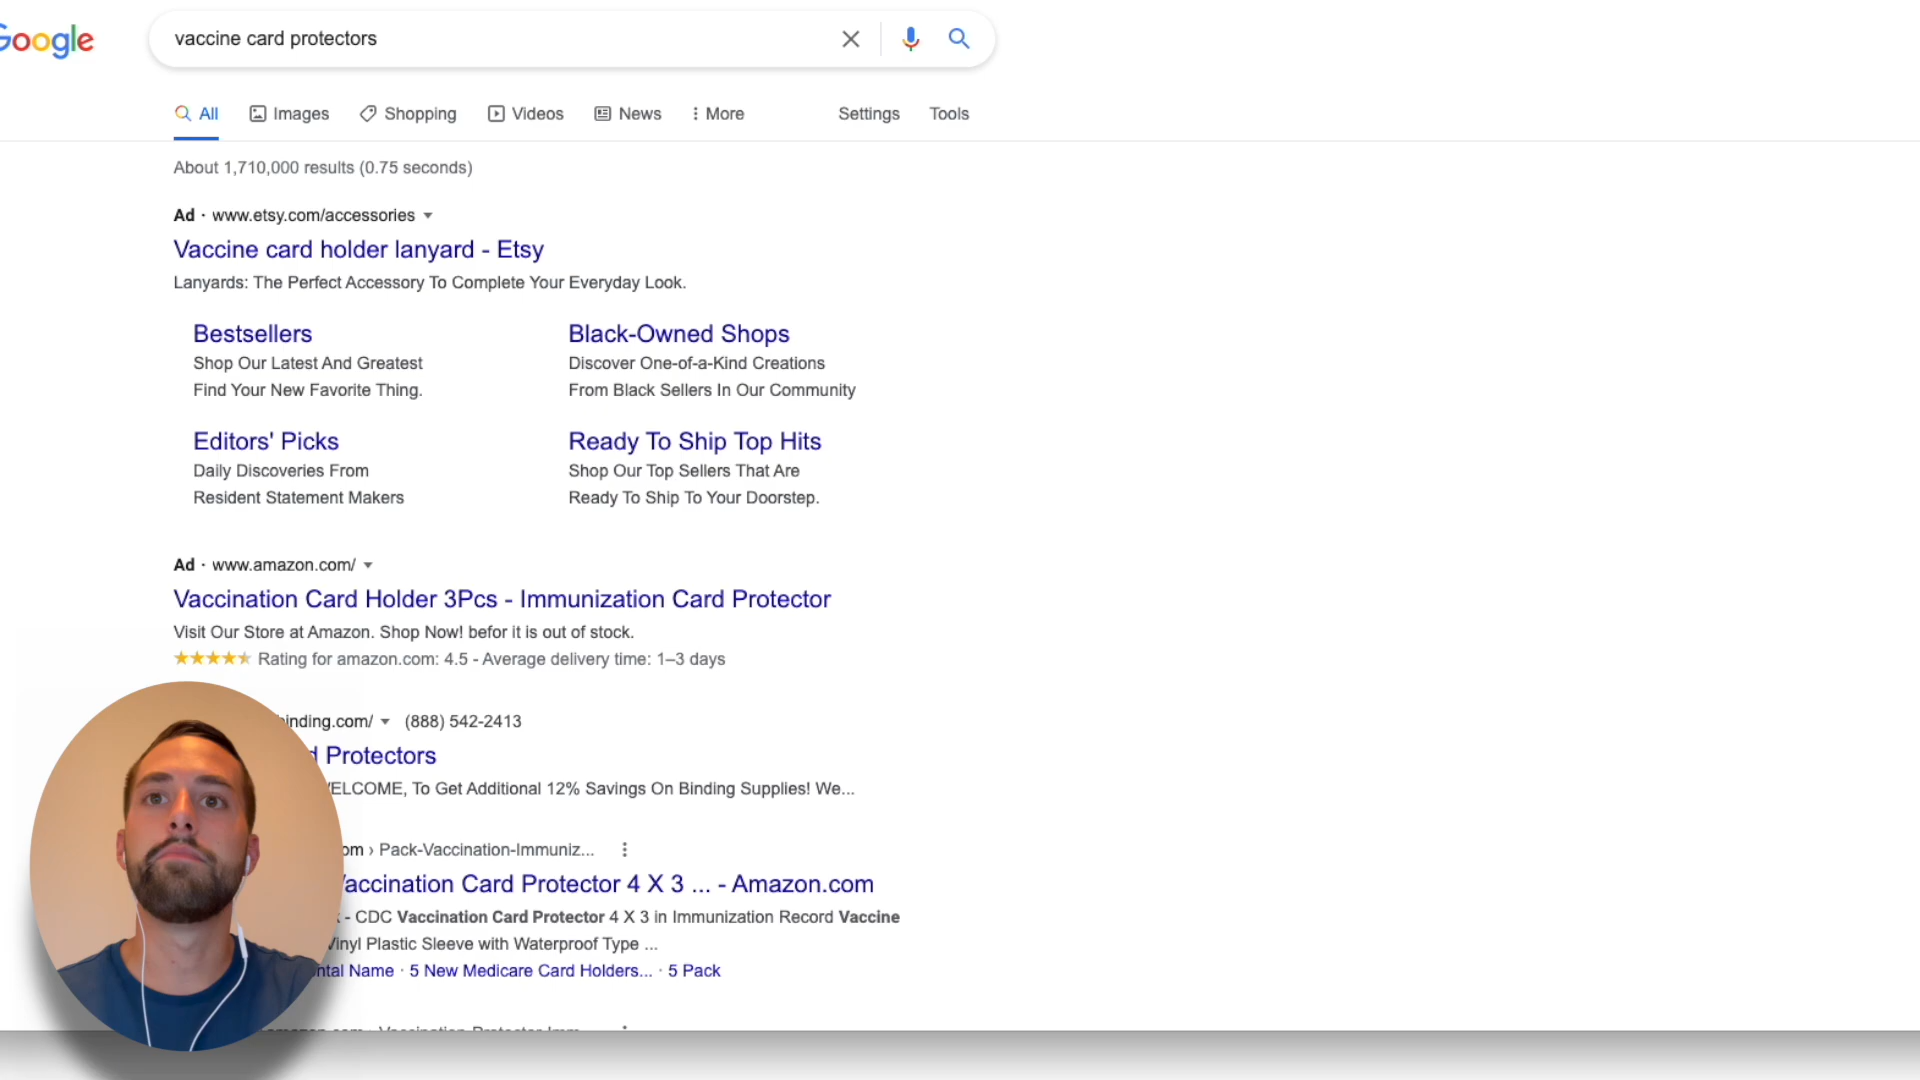 Google
vaccine card protectors
All Images Shopping Videos News More Settings Tools
About 1,710,000 results (0.75 seconds)
Ad · www.etsy.com/accessories
Vaccine card holder lanyard - Etsy
Lanyards: The Perfect Accessory To Complete Your Everyday Look.
Bestsellers
Shop Our Latest And Greatest
Find Your New Favorite Thing.
Black-Owned Shops
Discover One-of-a-Kind Creations
From Black Sellers In Our Community
Editors' Picks
Daily Discoveries From
Resident Statement Makers
Ready To Ship Top Hits
Shop Our Top Sellers That Are
Ready To Ship To Your Doorstep.
Ad · www.amazon.com/
Vaccination Card Holder 3Pcs - Immunization Card Protector
Visit Our Store at Amazon. Shop Now! befor it is out of stock.
Rating for amazon.com: 4.5 - Average delivery time: 1–3 days
binding.com/ (888) 542-2413
d Protectors
ELCOME, To Get Additional 12% Savings On Binding Supplies! We...
om › Pack-Vaccination-Immuniz...
Vaccination Card Protector 4 X 3 ... - Amazon.com
- CDC Vaccination Card Protector 4 X 3 in Immunization Record Vaccine
Vinyl Plastic Sleeve with Waterproof Type ...
ntal Name · 5 New Medicare Card Holders... · 5 Pack